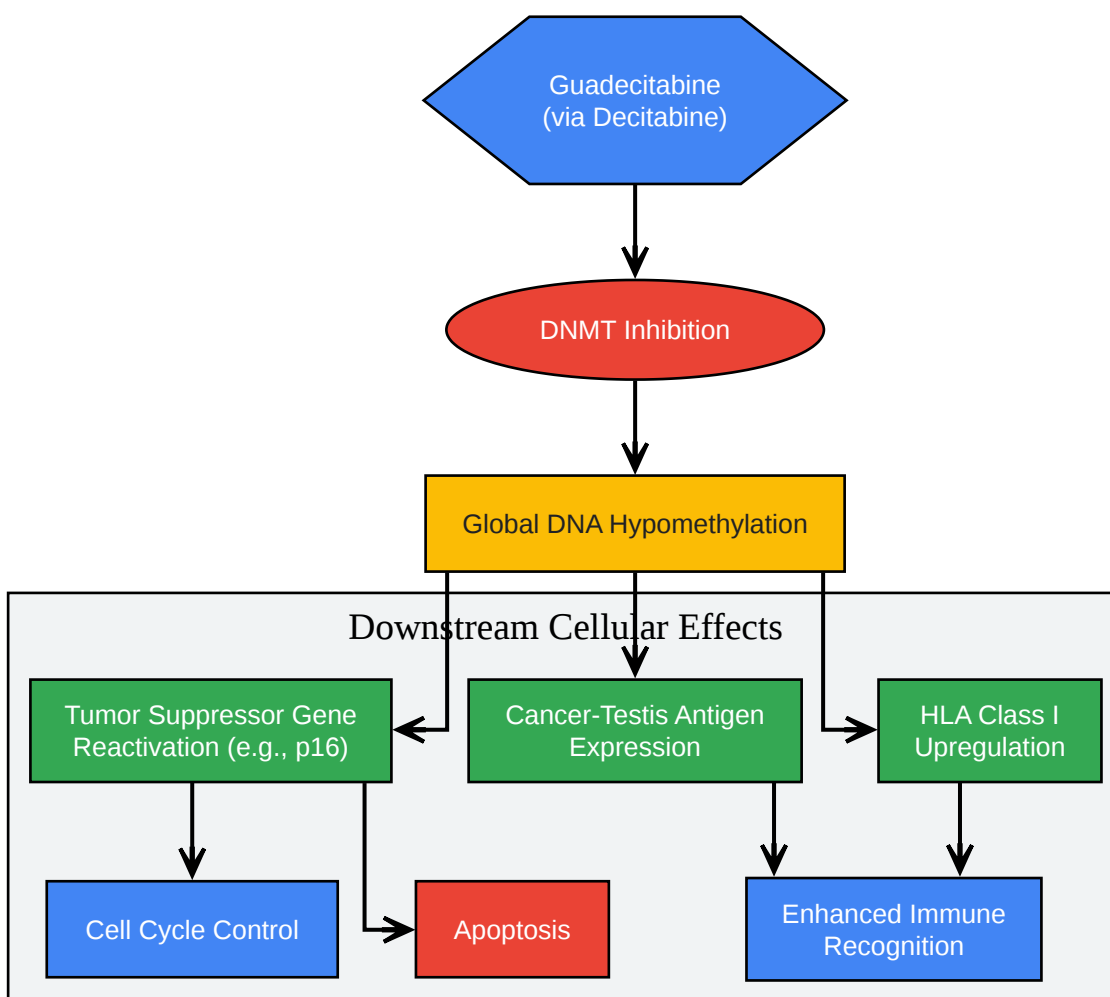 Guadecitabine
(via Decitabine)
DNMT Inhibition
Global DNA Hypomethylation
Downstream Cellular Effects
Tumor Suppressor Gene
Reactivation (e.g., p16)
Cancer-Testis Antigen
Expression
HLA Class I
Upregulation
Cell Cycle Control
Apoptosis
Enhanced Immune
Recognition